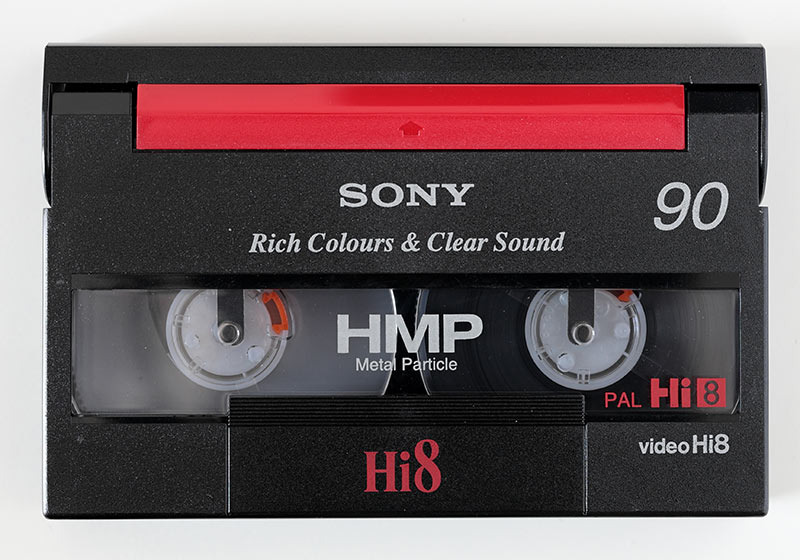 SONY
90
Rich Colours & Clear Sound
HMP
Metal Particle
PAL Hi8
video Hi8
Hi8